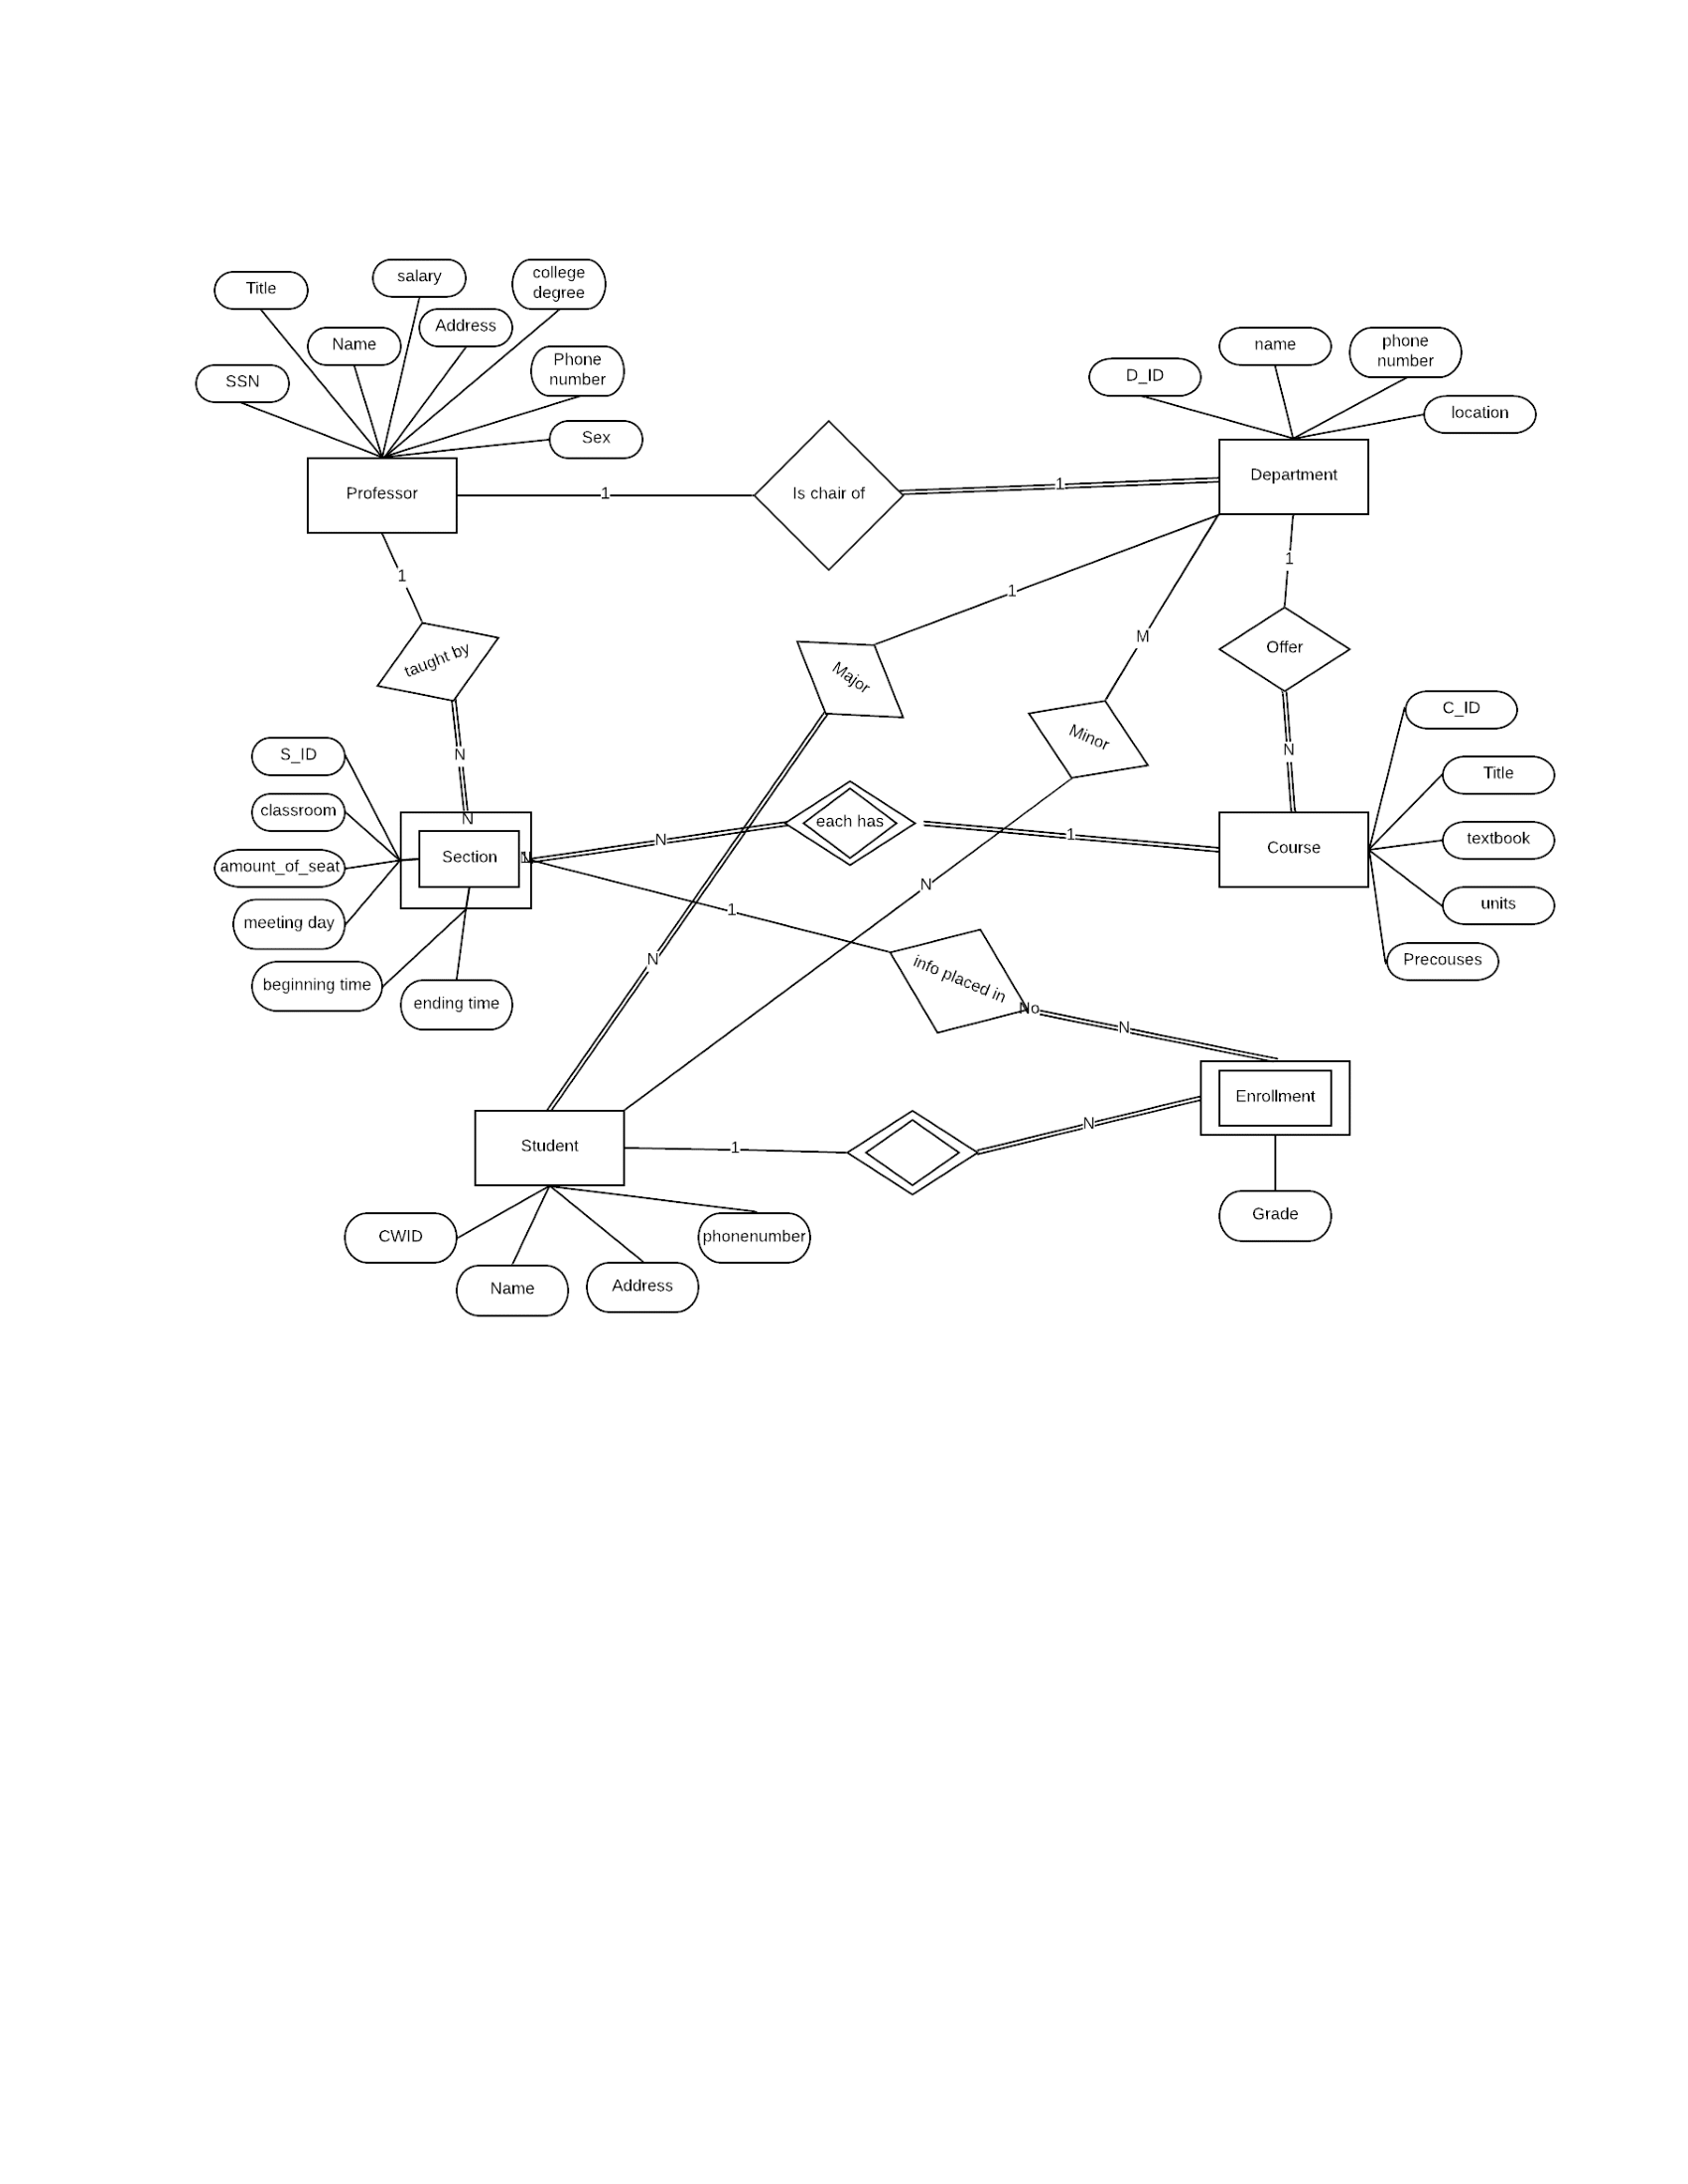 salary
college
degree
Title
Address
Name
name
phone
number
Phone
number
D_ID
SSN
location
Sex
Department
Professor
Is chair of
1
1
1
1
1
M
taught by
Major
Offer
C_ID
Minor
S_ID
N
N
Title
classroom
N
each has
N
1
textbook
Section
Course
amount_of_seat
N
units
1
meeting day
N
info placed in
Precouses
beginning time
ending time
No
N
Enrollment
Student
1
N
Grade
CWID
phonenumber
Name
Address